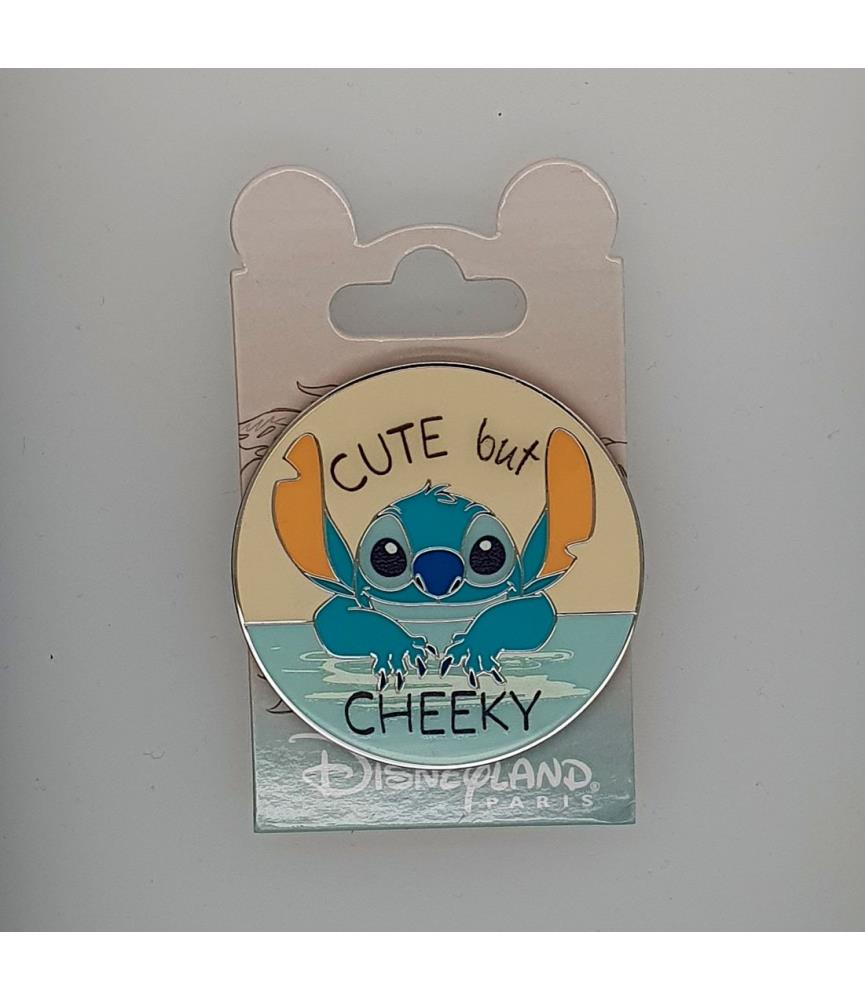 CUTE but
CHEEKY
DISNEYLAND®
PARIS